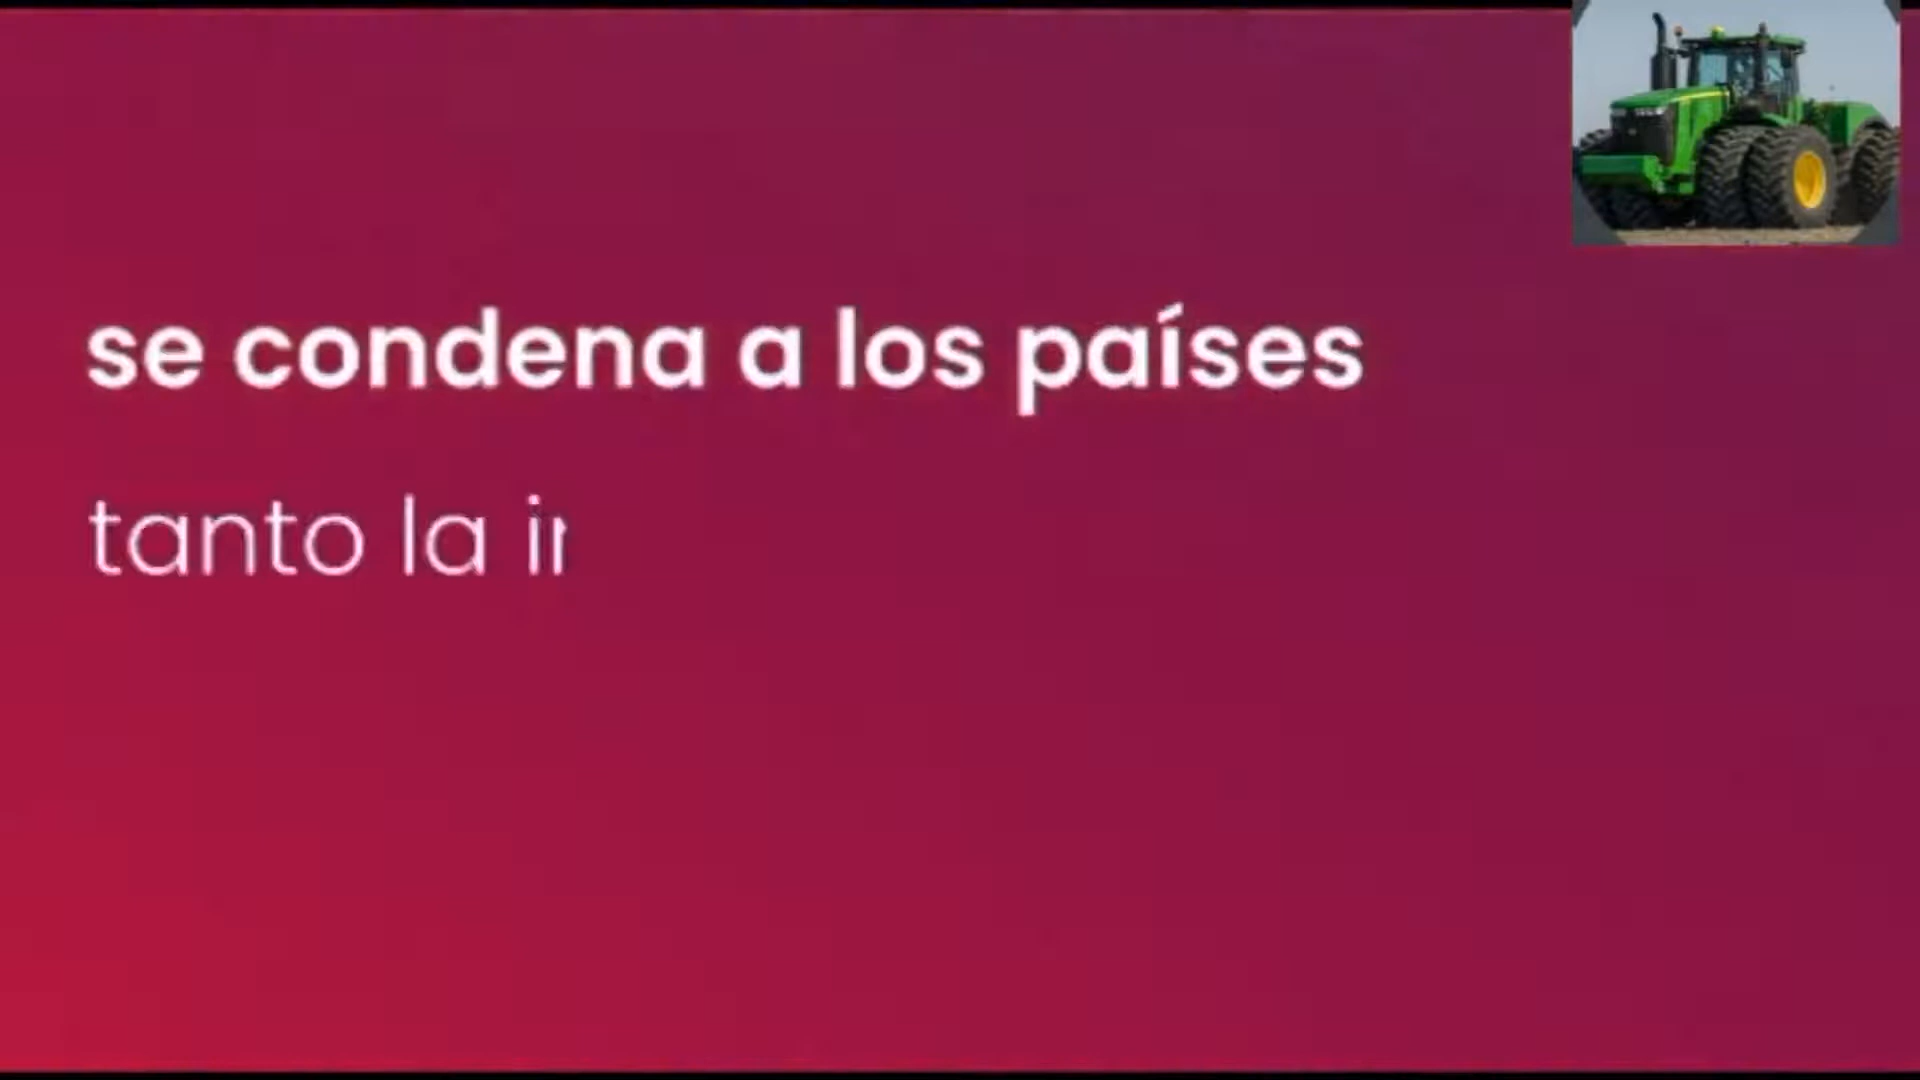 se condena a los países
tanto la